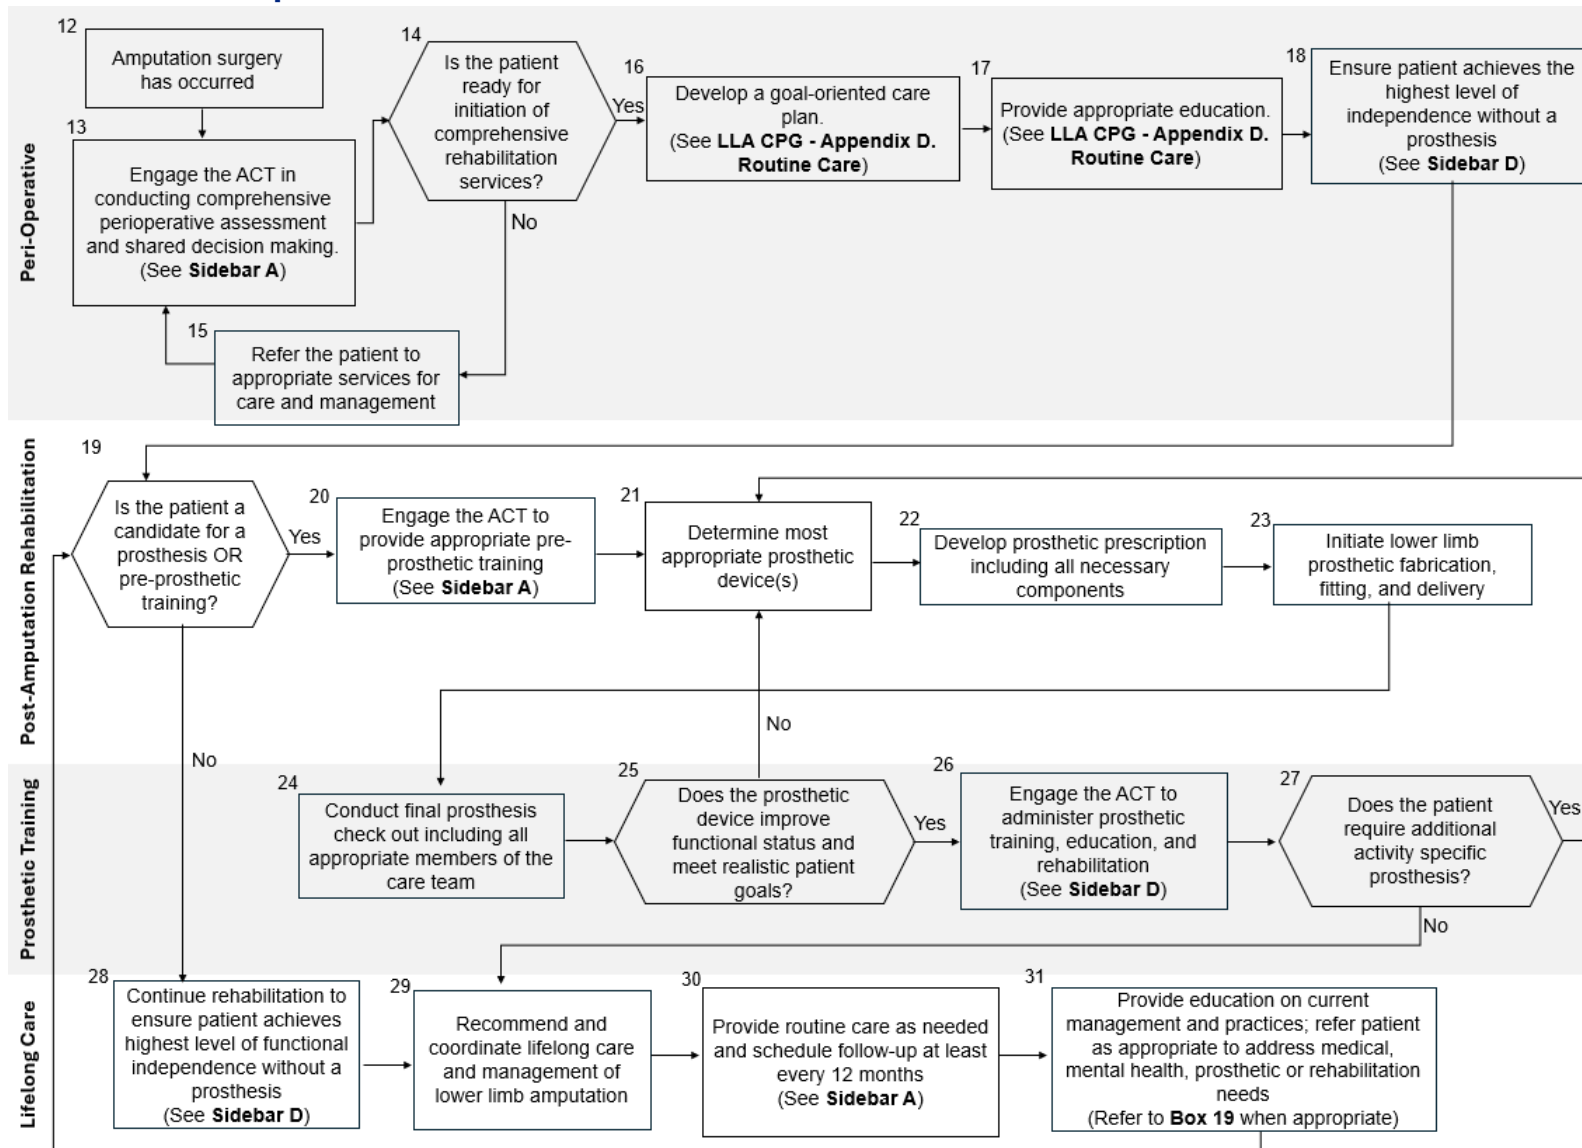 12
Amputation surgery
has occurred
13
Engage the ACT in
conducting comprehensive
perioperative assessment
and shared decision making.
(See Sidebar A)
14
Is the patient
ready for
initiation of
comprehensive
rehabilitation
services?
Yes
No
15
Refer the patient to
appropriate services for
care and management
16
Develop a goal-oriented care
plan.
(See LLA CPG - Appendix D.
Routine Care)
17
Provide appropriate education.
(See LLA CPG - Appendix D.
Routine Care)
18
Ensure patient achieves the
highest level of
independence without a
prosthesis
(See Sidebar D)
Peri-Operative
19
Is the patient a
candidate for a
prosthesis OR
pre-prosthetic
training?
Yes
No
20
Engage the ACT to
provide appropriate pre-
prosthetic training
(See Sidebar A)
21
Determine most
appropriate prosthetic
device(s)
22
Develop prosthetic prescription
including all necessary
components
23
Initiate lower limb
prosthetic fabrication,
fitting, and delivery
Post-Amputation Rehabilitation
24
Conduct final prosthesis
check out including all
appropriate members of the
care team
25
Does the prosthetic
device improve
functional status and
meet realistic patient
goals?
No
Yes
26
Engage the ACT to
administer prosthetic
training, education, and
rehabilitation
(See Sidebar D)
27
Does the patient
require additional
activity specific
prosthesis?
Yes
No
Prosthetic Training
28
Continue rehabilitation to
ensure patient achieves
highest level of functional
independence without a
prosthesis
(See Sidebar D)
29
Recommend and
coordinate lifelong care
and management of
lower limb amputation
30
Provide routine care as needed
and schedule follow-up at least
every 12 months
(See Sidebar A)
31
Provide education on current
management and practices; refer patient
as appropriate to address medical,
mental health, prosthetic or rehabilitation
needs
(Refer to Box 19 when appropriate)
Lifelong Care